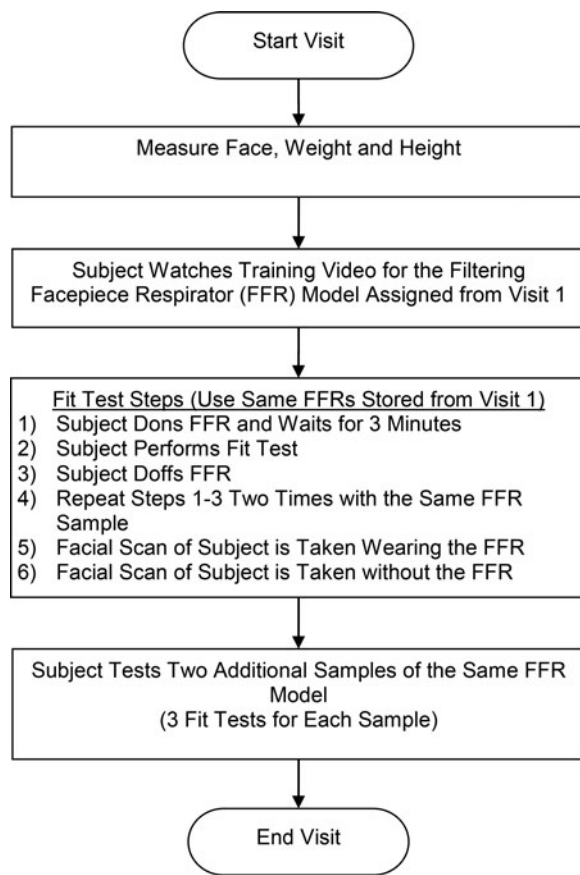 Start Visit
Measure Face, Weight and Height
Subject Watches Training Video for the Filtering
Facepiece Respirator (FFR) Model Assigned from Visit 1
Fit Test Steps (Use Same FFRs Stored from Visit 1)
1) Subject Dons FFR and Waits for 3 Minutes
2) Subject Performs Fit Test
3) Subject Doffs FFR
4) Repeat Steps 1-3 Two Times with the Same FFR
Sample
5) Facial Scan of Subject is Taken Wearing the FFR
6) Facial Scan of Subject is Taken without the FFR
Subject Tests Two Additional Samples of the Same FFR
Model
(3 Fit Tests for Each Sample)
End Visit